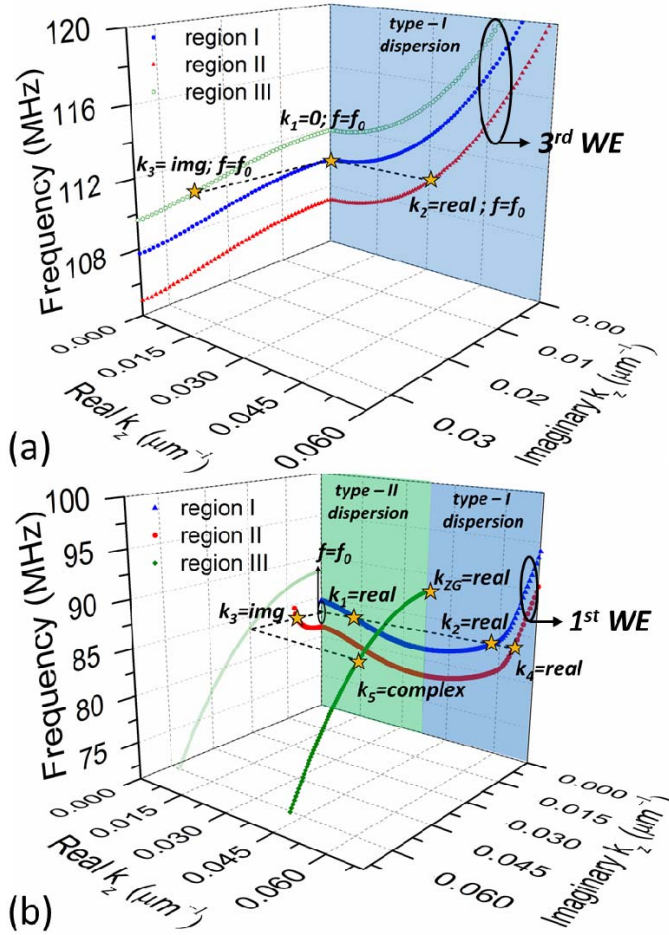 120
116
112
108
Frequency (MHz)
region I
region II
region III
type–I
dispersion
k₁=0; f=f₀
k₃= img; f=f₀
k₂=real ; f=f₀
3ʳᵈ WE
0.000
0.015
0.030
0.045
0.060
Real k_z (μm⁻¹)
0.00
0.01
0.02
0.03
Imaginary k_z (μm⁻¹)
(a)
100
95
90
85
80
75
Frequency (MHz)
region I
region II
region III
type – II
dispersion
type – I
dispersion
f=f₀
k₁=real
k_ZG=real
k₃=img
k₂=real
k₄=real
k₅=complex
1ˢᵗ WE
0.000
0.015
0.030
0.045
0.060
Real k_z (μm⁻¹)
0.000
0.015
0.030
0.045
0.060
Imaginary k_z (μm⁻¹)
(b)